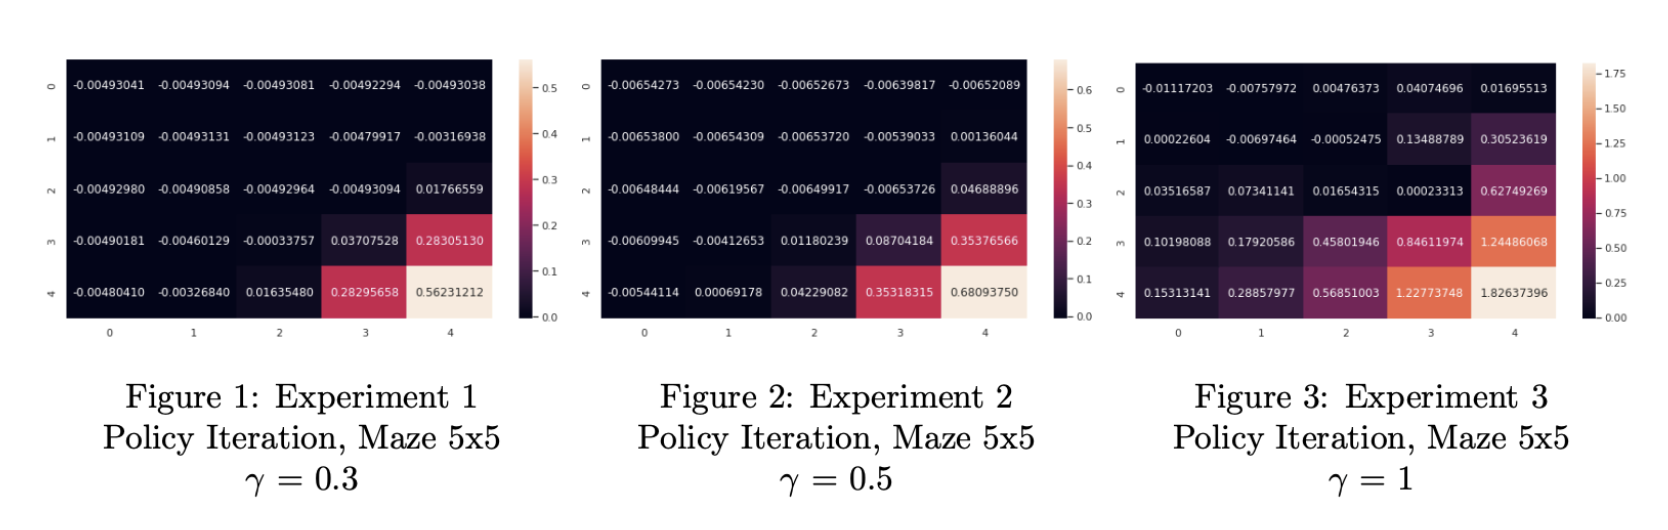 0 -0.00493041 -0.00493094 -0.00493081 -0.00492294 -0.00493038
1 -0.00493109 -0.00493131 -0.00493123 -0.00479917 -0.00316938
2 -0.00492980 -0.00490858 -0.00492964 -0.00493094 0.01766559
3 -0.00490181 -0.00460129 -0.00033757 0.03707528 0.28305130
4 -0.00480410 -0.00326840 0.01635480 0.28295658 0.56231212
0 1 2 3 4
0.5
0.4
0.3
0.2
0.1
0.0
Figure 1: Experiment 1
Policy Iteration, Maze 5x5
γ = 0.3
0 -0.00654273 -0.00654230 -0.00652673 -0.00639817 -0.00652089
1 -0.00653800 -0.00654309 -0.00653720 -0.00539033 0.00136044
2 -0.00648444 -0.00619567 -0.00649917 -0.00653726 0.04688896
3 -0.00609945 -0.00412653 0.01180239 0.08704184 0.35376566
4 -0.00544114 0.00069178 0.04229082 0.35318315 0.68093750
0 1 2 3 4
0.6
0.5
0.4
0.3
0.2
0.1
0.0
Figure 2: Experiment 2
Policy Iteration, Maze 5x5
γ = 0.5
0 -0.01117203 -0.00757972 0.00476373 0.04074696 0.01695513
1 0.00022604 -0.00697464 -0.00052475 0.13488789 0.30523619
2 0.03516587 0.07341141 0.01654315 0.00023313 0.62749269
3 0.10198088 0.17920586 0.45801946 0.84611974 1.24486068
4 0.15313141 0.28857977 0.56851003 1.22773748 1.82637396
0 1 2 3 4
1.75
1.50
1.25
1.00
0.75
0.50
0.25
0.00
Figure 3: Experiment 3
Policy Iteration, Maze 5x5
γ = 1